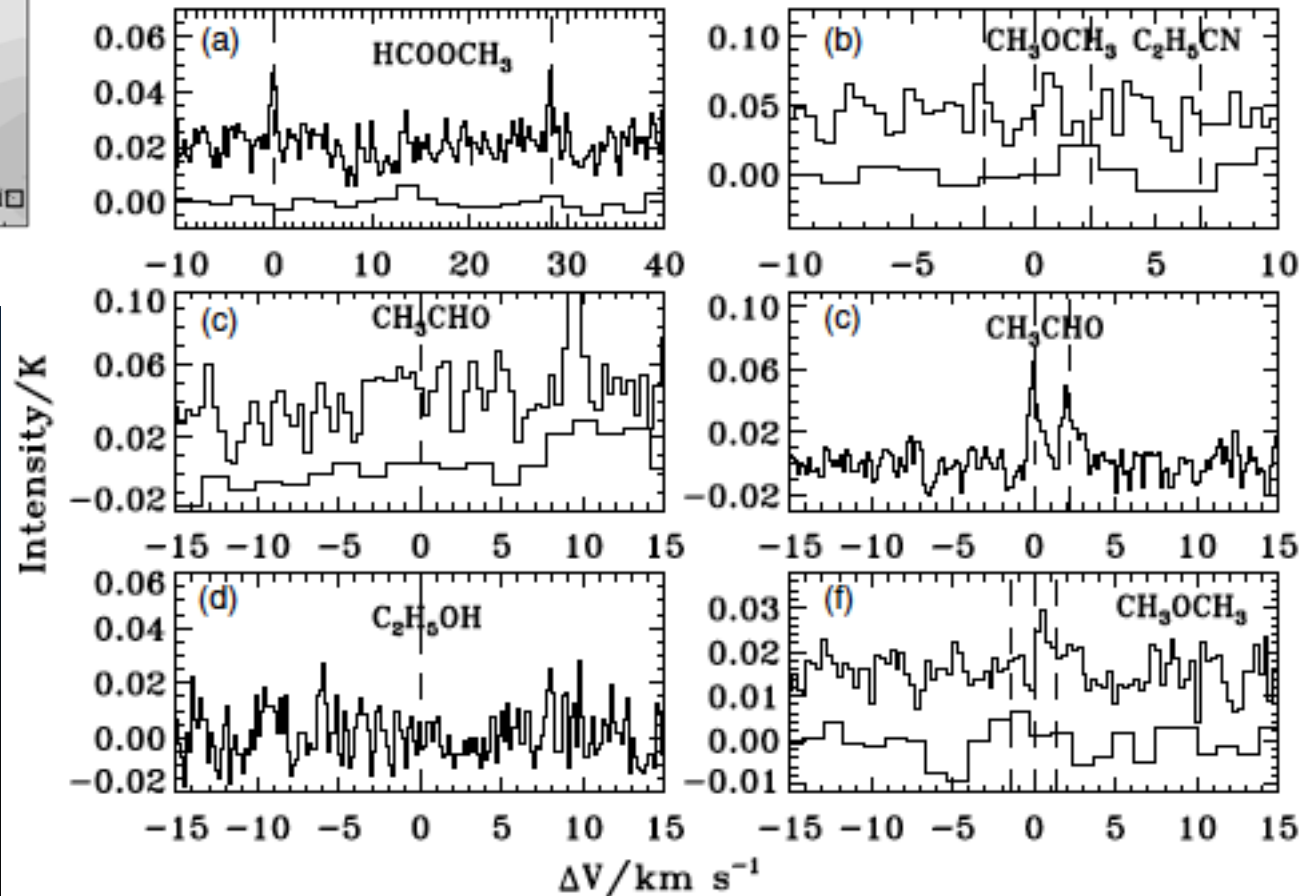 (a) HCOOCH₃
0.06
0.04
0.02
0.00
−10 0 10 20 30 40
(b) CH₃OCH₃ C₂H₅CN
0.10
0.05
0.00
−10 −5 0 5 10
(c) CH₃CHO
0.10
0.06
0.02
−0.02
−15 −10 −5 0 5 10 15
(c) CH₃CHO
0.10
0.06
0.02
−0.02
−15 −10 −5 0 5 10 15
(d) C₂H₅OH
0.06
0.04
0.02
0.00
−0.02
−15 −10 −5 0 5 10 15
(f) CH₃OCH₃
0.03
0.02
0.01
0.00
−0.01
−15 −10 −5 0 5 10 15
Intensity/K
ΔV/km s⁻¹